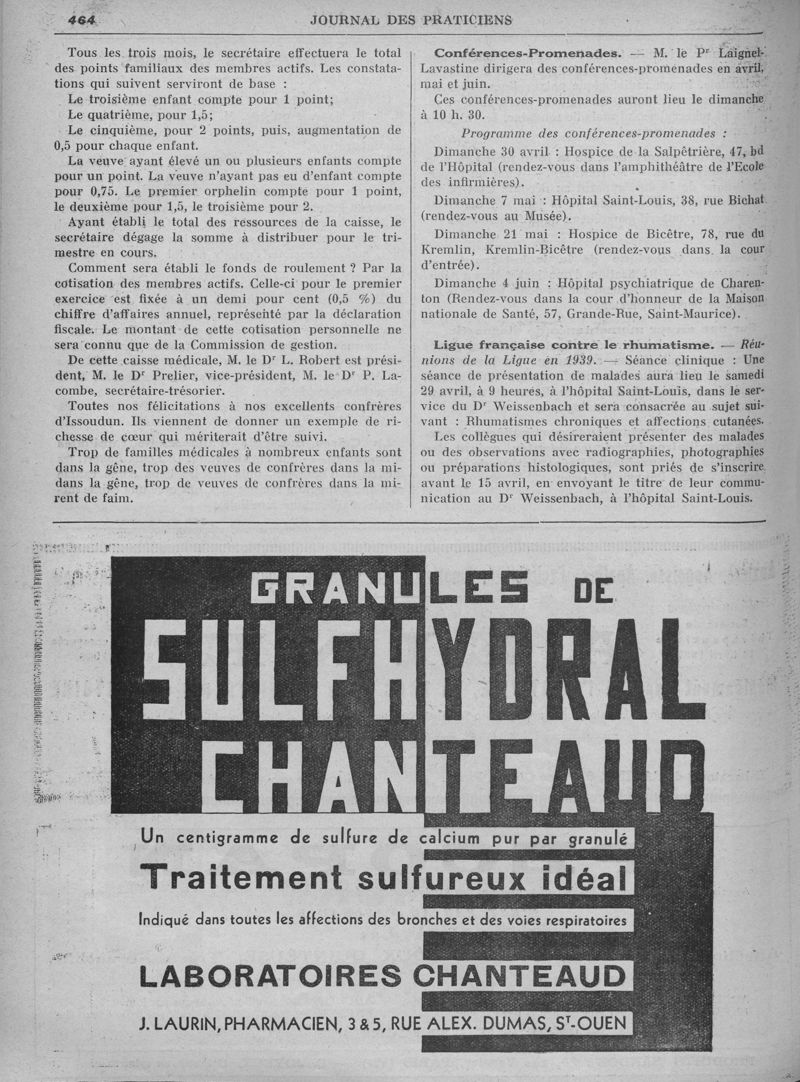 464
JOURNAL DES PRATICIENS
Tous les trois mois, le secrétaire effectuera le total
des points familiaux des membres actifs. Les constata-
tions qui suivent serviront de base :
Le troisième enfant compte pour 1 point;
Le quatrième, pour 1,5;
Le cinquième, pour 2 points, puis, augmentation de
0,5 pour chaque enfant.
La veuve ayant élevé un ou plusieurs enfants compte
pour un point. La veuve n'ayant pas eu d'enfant compte
pour 0,75. Le premier orphelin compte pour 1 point,
le deuxième pour 1,5, le troisième pour 2.
Ayant établi le total des ressources de la caisse, le
secrétaire dégage la somme à distribuer pour le tri-
mestre en cours.
Comment sera établi le fonds de roulement ? Par la
cotisation des membres actifs. Celle-ci pour le premier
exercice est fixée à un demi pour cent (0,5 %) du
chiffre d'affaires annuel, représenté par la déclaration
fiscale. Le montant de cette cotisation personnelle ne
sera connu que de la Commission de gestion.
De cette caisse médicale, M. le Dr L. Robert est prési-
dent, M. le Dr Prelier, vice-président, M. le Dr P. La-
combe, secrétaire-trésorier.
Toutes nos félicitations à nos excellents confrères
d'Issoudun. Ils viennent de donner un exemple de ri-
chesse de cœur qui mériterait d'être suivi.
Trop de familles médicales à nombreux enfants sont
dans la gêne, trop des veuves de confrères dans la mi-
dans la gêne, trop de veuves de confrères dans la mi-
rent de faim.
Conférences-Promenades. — M. le Pr Laignel-
Lavastine dirigera des conférences-promenades en avril,
mai et juin.
Ces conférences-promenades auront lieu le dimanche
à 10 h. 30.
Programme des conférences-promenades :
Dimanche 30 avril : Hospice de la Salpêtrière, 47, bd
de l'Hôpital (rendez-vous dans l'amphithéâtre de l'Ecole
des infirmières).
Dimanche 7 mai : Hôpital Saint-Louis, 38, rue Bichat
(rendez-vous au Musée).
Dimanche 21 mai : Hospice de Bicêtre, 78, rue du
Kremlin, Kremlin-Bicêtre (rendez-vous dans la cour
d'entrée).
Dimanche 4 juin : Hôpital psychiatrique de Charen-
ton (Rendez-vous dans la cour d'honneur de la Maison
nationale de Santé, 57, Grande-Rue, Saint-Maurice).
Ligue française contre le rhumatisme. — Réu-
nions de la Ligue en 1939. — Séance clinique : Une
séance de présentation de malades aura lieu le samedi
29 avril, à 9 heures, à l'hôpital Saint-Louis, dans le ser-
vice du Dr Weissenbach et sera consacrée au sujet sui-
vant : Rhumatismes chroniques et affections cutanées.
Les collègues qui désireraient présenter des malades
ou des observations avec radiographies, photographies
ou préparations histologiques, sont priés de s'inscrire
avant le 15 avril, en envoyant le titre de leur commu-
nication au Dr Weissenbach, à l'hôpital Saint-Louis.
GRANULES DE
SULFHYDRAL
CHANTEAUD
Un centigramme de sulfure de calcium pur par granulé
Traitement sulfureux idéal
Indiqué dans toutes les affections des bronches et des voies respiratoires
LABORATOIRES CHANTEAUD
J. LAURIN, PHARMACIEN, 3 & 5, RUE ALEX. DUMAS, ST-OUEN